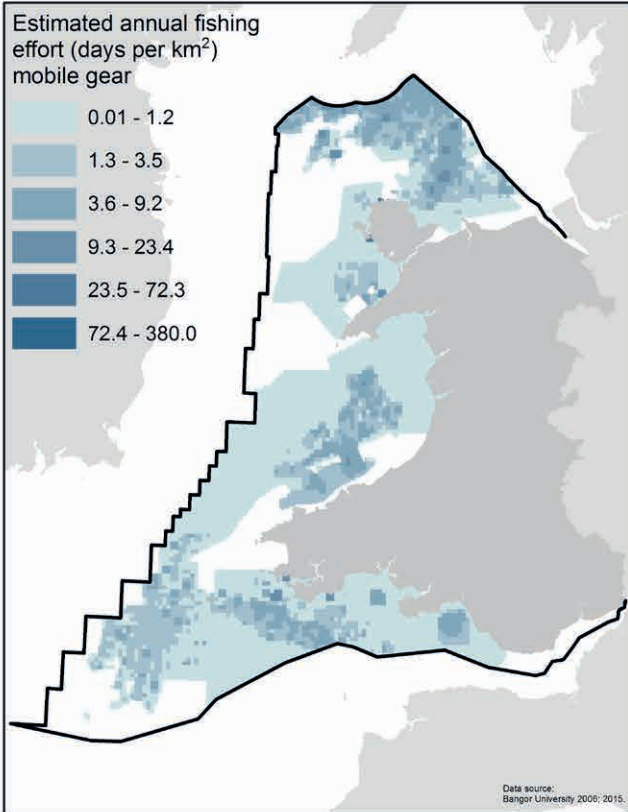 Estimated annual fishing
effort (days per km²)
mobile gear
0.01 - 1.2
1.3 - 3.5
3.6 - 9.2
9.3 - 23.4
23.5 - 72.3
72.4 - 380.0
Data source:
Bangor University 2006; 2015.